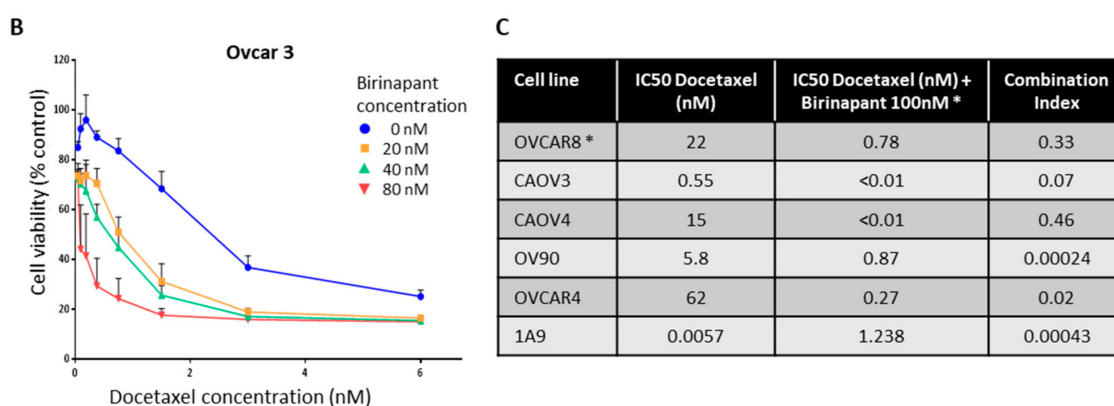 B
Ovcar 3
Birinapant
concentration
0 nM
20 nM
40 nM
80 nM
Cell viability (% control)
120
100
80
60
40
20
0
0 2 4 6
Docetaxel concentration (nM)
C
Cell line IC50 Docetaxel (nM) IC50 Docetaxel (nM) + Birinapant 100nM * Combination Index
OVCAR8 * 22 0.78 0.33
CAOV3 0.55 <0.01 0.07
CAOV4 15 <0.01 0.46
OV90 5.8 0.87 0.00024
OVCAR4 62 0.27 0.02
1A9 0.0057 1.238 0.00043